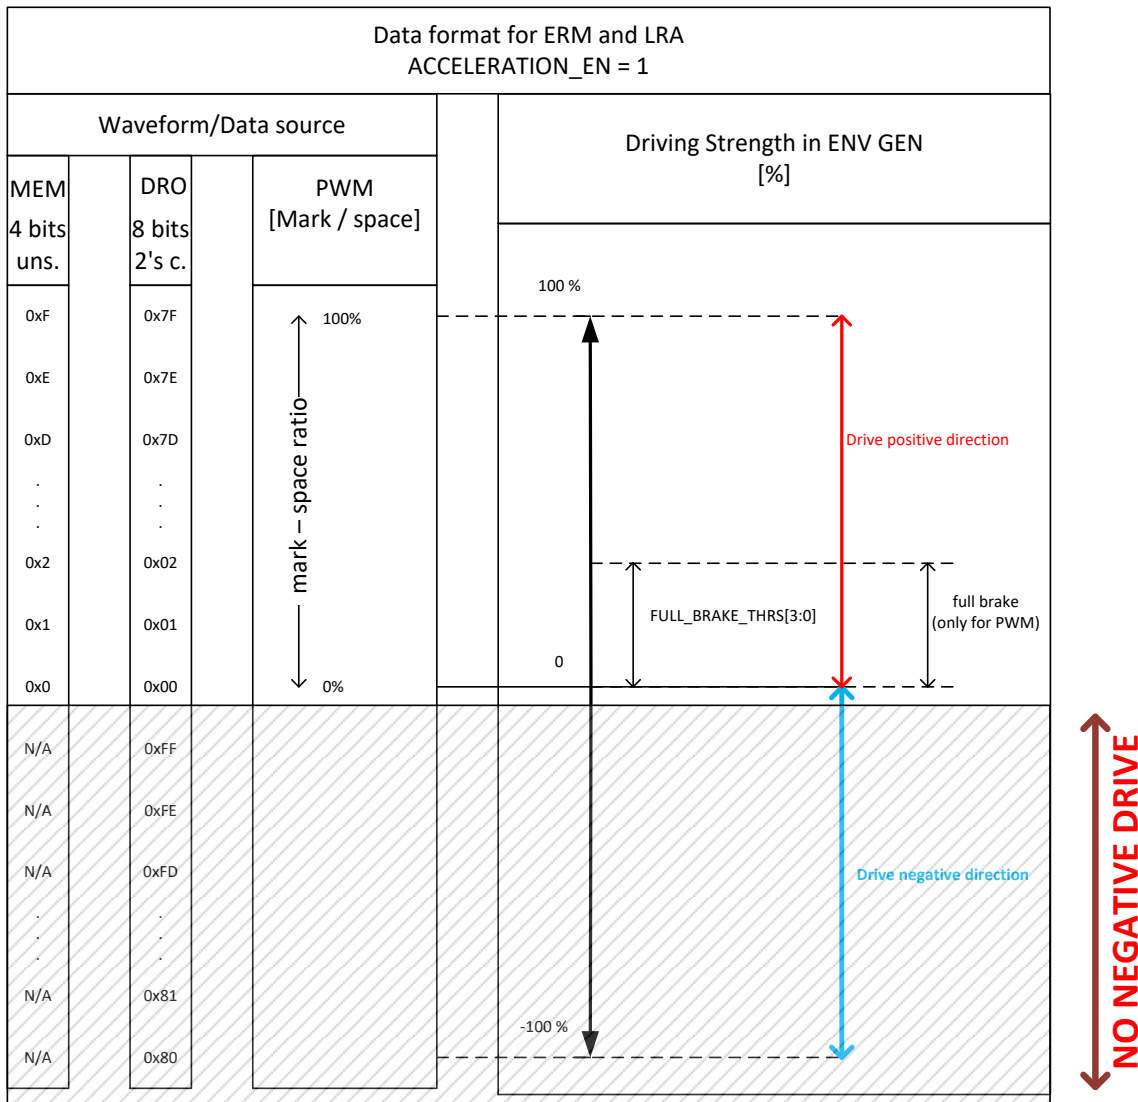 Data format for ERM and LRA
ACCELERATION_EN = 1
Waveform/Data source
Driving Strength in ENV GEN
[%]
MEM
4 bits
uns.
DRO
8 bits
2's c.
PWM
[Mark / space]
100 %
0xF 0x7F 100%
0xE 0x7E
0xD 0x7D
Drive positive direction
. .
. .
. .
mark – space ratio
0x2 0x02
0x1 0x01
FULL_BRAKE_THRS[3:0]
full brake
(only for PWM)
0
0x0 0x00 0%
N/A 0xFF
N/A 0xFE
N/A 0xFD
Drive negative direction
. .
. .
. .
N/A 0x81
-100 %
N/A 0x80
NO NEGATIVE DRIVE